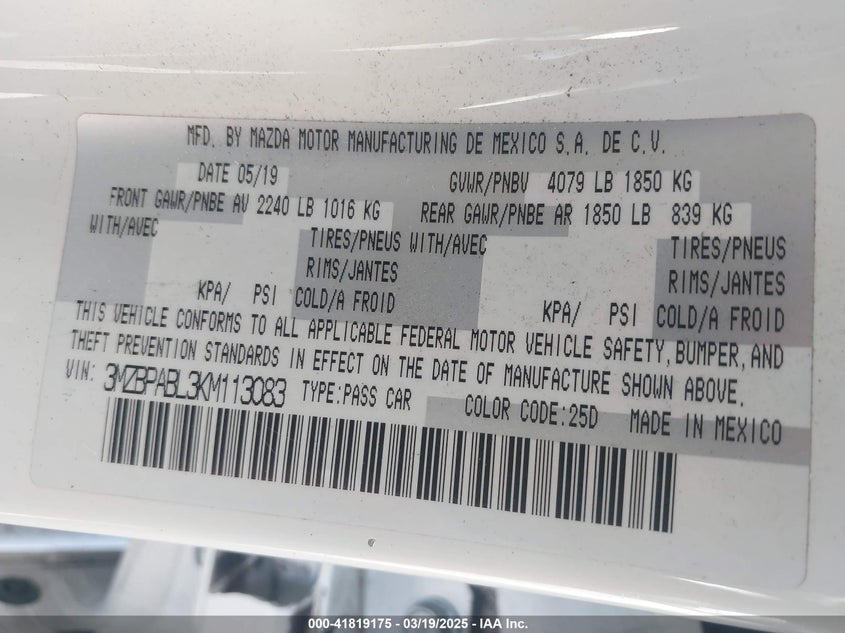 MFD. BY MAZDA MOTOR MANUFACTURING DE MEXICO S.A. DE C.V.
DATE 05/19 GVWR/PNBV 4079 LB 1850 KG
FRONT GAWR/PNBE AV 2240 LB 1016 KG REAR GAWR/PNBE AR 1850 LB 839 KG
WITH/AVEC TIRES/PNEUS WITH/AVEC TIRES/PNEUS
RIMS/JANTES RIMS/JANTES
KPA/ PSI COLD/A FROID KPA/ PSI COLD/A FROID
THIS VEHICLE CONFORMS TO ALL APPLICABLE FEDERAL MOTOR VEHICLE SAFETY, BUMPER, AND
THEFT PREVENTION STANDARDS IN EFFECT ON THE DATE OF MANUFACTURE SHOWN ABOVE.
VIN: 3MZBPABL3KM113083 TYPE:PASS CAR COLOR CODE:25D MADE IN MEXICO
000-41819175 - 03/19/2025 - IAA Inc.